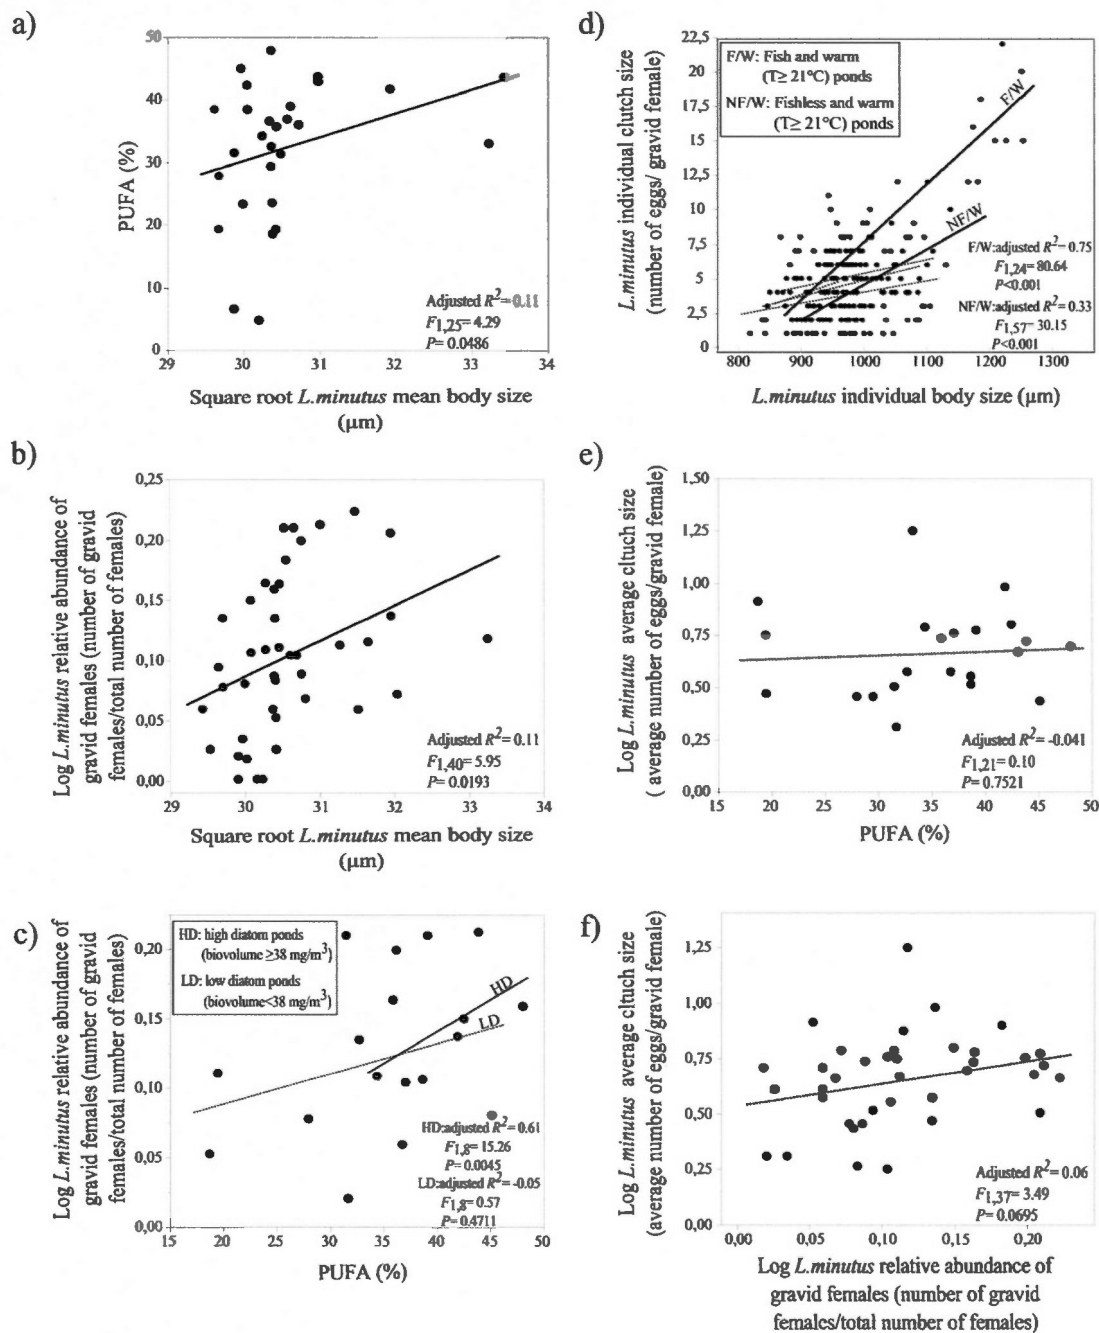 a)
PUFA (%)
50
40
30
20
10
0
29
30
31
32
33
34
Adjusted R²= 0.11
F1,25= 4.29
P= 0.0486
Square root L.minutus mean body size
(µm)
b)
Log L.minutus relative abundance of
gravid females (number of gravid
females/total number of females)
0,25
0,20
0,15
0,10
0,05
0,00
29
30
31
32
33
34
Adjusted R²= 0.11
F1,40= 5.95
P= 0.0193
Square root L.minutus mean body size
(µm)
c)
Log L.minutus relative abundance of
gravid females (number of gravid
females/total number of females)
0,20
0,15
0,10
0,05
0,00
HD: high diatom ponds
(biovolume ≥38 mg/m³)
LD: low diatom ponds
(biovolume<38 mg/m³)
HD
LD
HD:adjusted R²= 0.61
F1,8= 15.26
P= 0.0045
LD:adjusted R²= -0.05
F1,8= 0.57
P= 0.4711
15
20
25
30
35
40
45
50
PUFA (%)
d)
L.minutus individual clutch size
(number of eggs/ gravid female)
22,5
20
17,5
15
12,5
10
7,5
5
2,5
0
F/W: Fish and warm
(T≥ 21°C) ponds
NF/W: Fishless and warm
(T≥ 21°C) ponds
F/W
NF/W
F/W:adjusted R²= 0.75
F1,24= 80.64
P<0.001
NF/W:adjusted R²= 0.33
F1,57= 30.15
P<0.001
800
900
1000
1100
1200
1300
L.minutus individual body size (µm)
e)
Log L.minutus average cltuch size
( average number of eggs/gravid female)
1,50
1,25
1,00
0,75
0,50
0,25
0,00
Adjusted R²= -0.041
F1,21= 0.10
P= 0.7521
15
20
25
30
35
40
45
50
PUFA (%)
f)
Log L.minutus average cltuch size
(average number of eggs/gravid female)
1,25
1,00
0,75
0,50
0,25
0,00
Adjusted R²= 0.06
F1,37= 3.49
P= 0.0695
0,00
0,05
0,10
0,15
0,20
Log L.minutus relative abundance of
gravid females (number of gravid
females/total number of females)